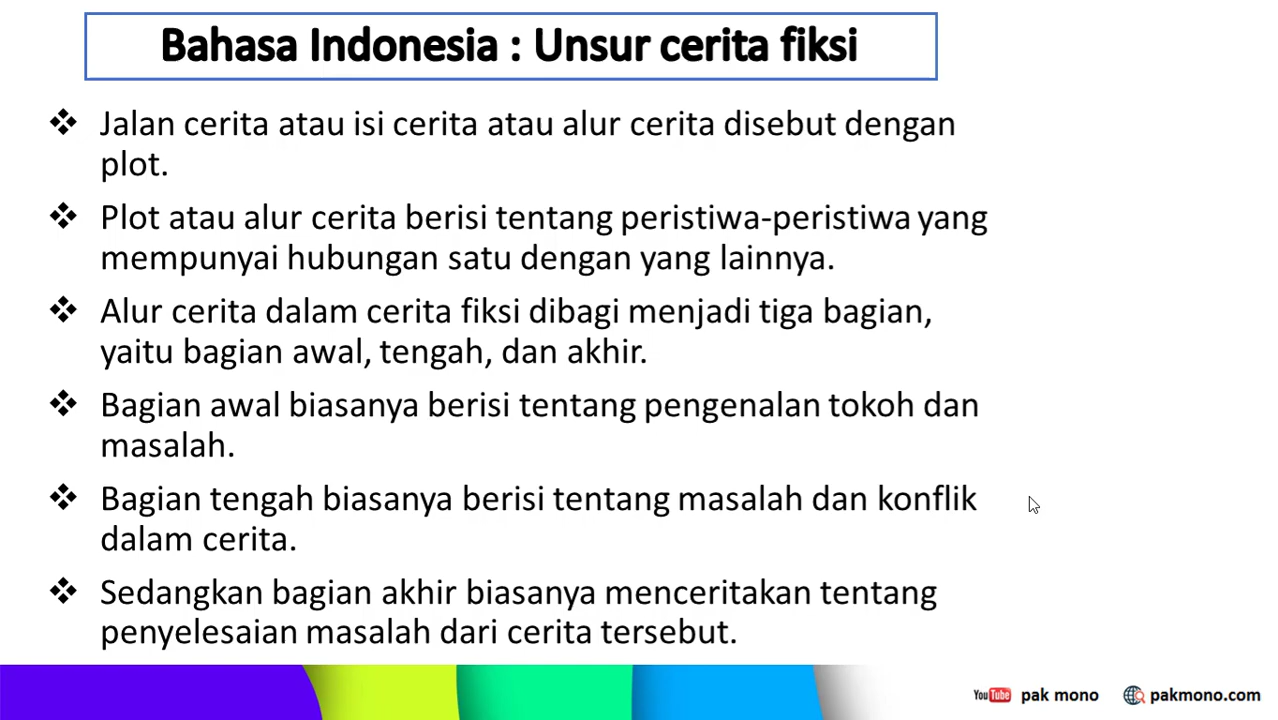 Bahasa Indonesia : Unsur cerita fiksi
❖ Jalan cerita atau isi cerita atau alur cerita disebut dengan
plot.
❖ Plot atau alur cerita berisi tentang peristiwa-peristiwa yang
mempunyai hubungan satu dengan yang lainnya.
❖ Alur cerita dalam cerita fiksi dibagi menjadi tiga bagian,
yaitu bagian awal, tengah, dan akhir.
❖ Bagian awal biasanya berisi tentang pengenalan tokoh dan
masalah.
❖ Bagian tengah biasanya berisi tentang masalah dan konflik
dalam cerita.
❖ Sedangkan bagian akhir biasanya menceritakan tentang
penyelesaian masalah dari cerita tersebut.
YouTube pak mono pakmono.com